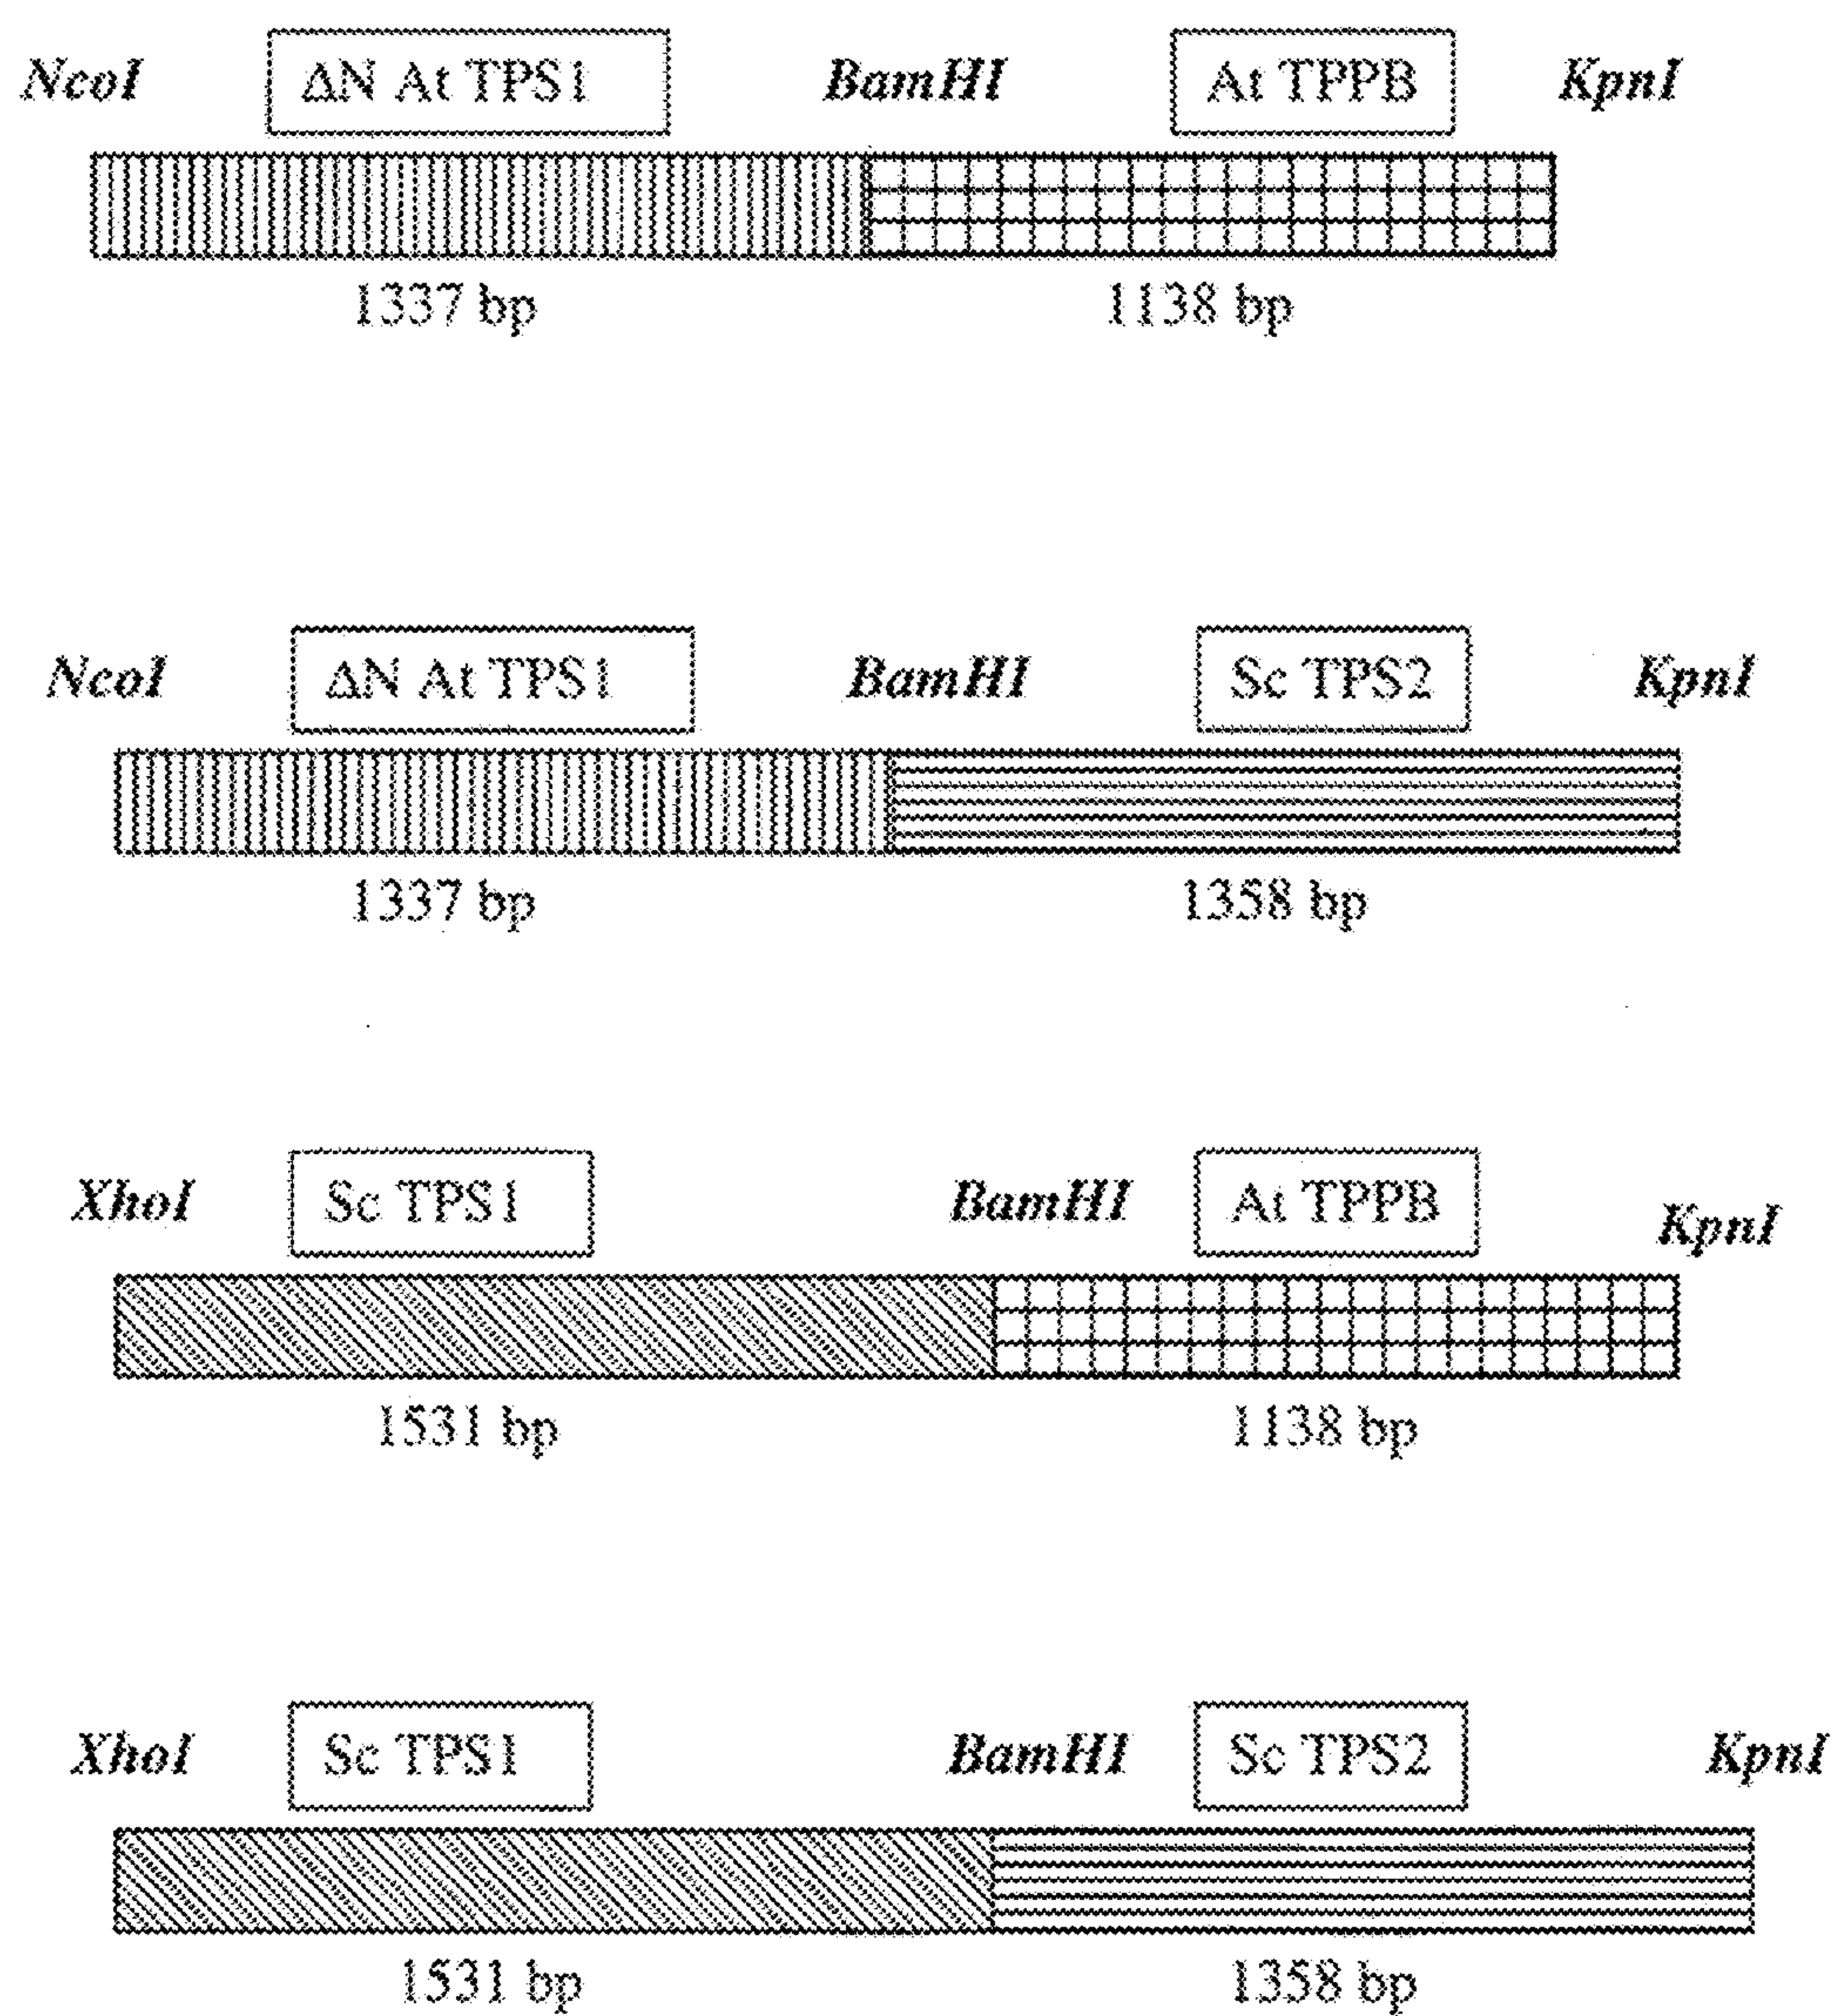 NcoI ΔN At TPS1 BamHI At TPPB KpnI
1337 bp 1138 bp
NcoI ΔN At TPS1 BamHI Sc TPS2 KpnI
1337 bp 1358 bp
XhoI Sc TPS1 BamHI At TPPB KpnI
1531 bp 1138 bp
XhoI Sc TPS1 BamHI Sc TPS2 KpnI
1531 bp 1358 bp